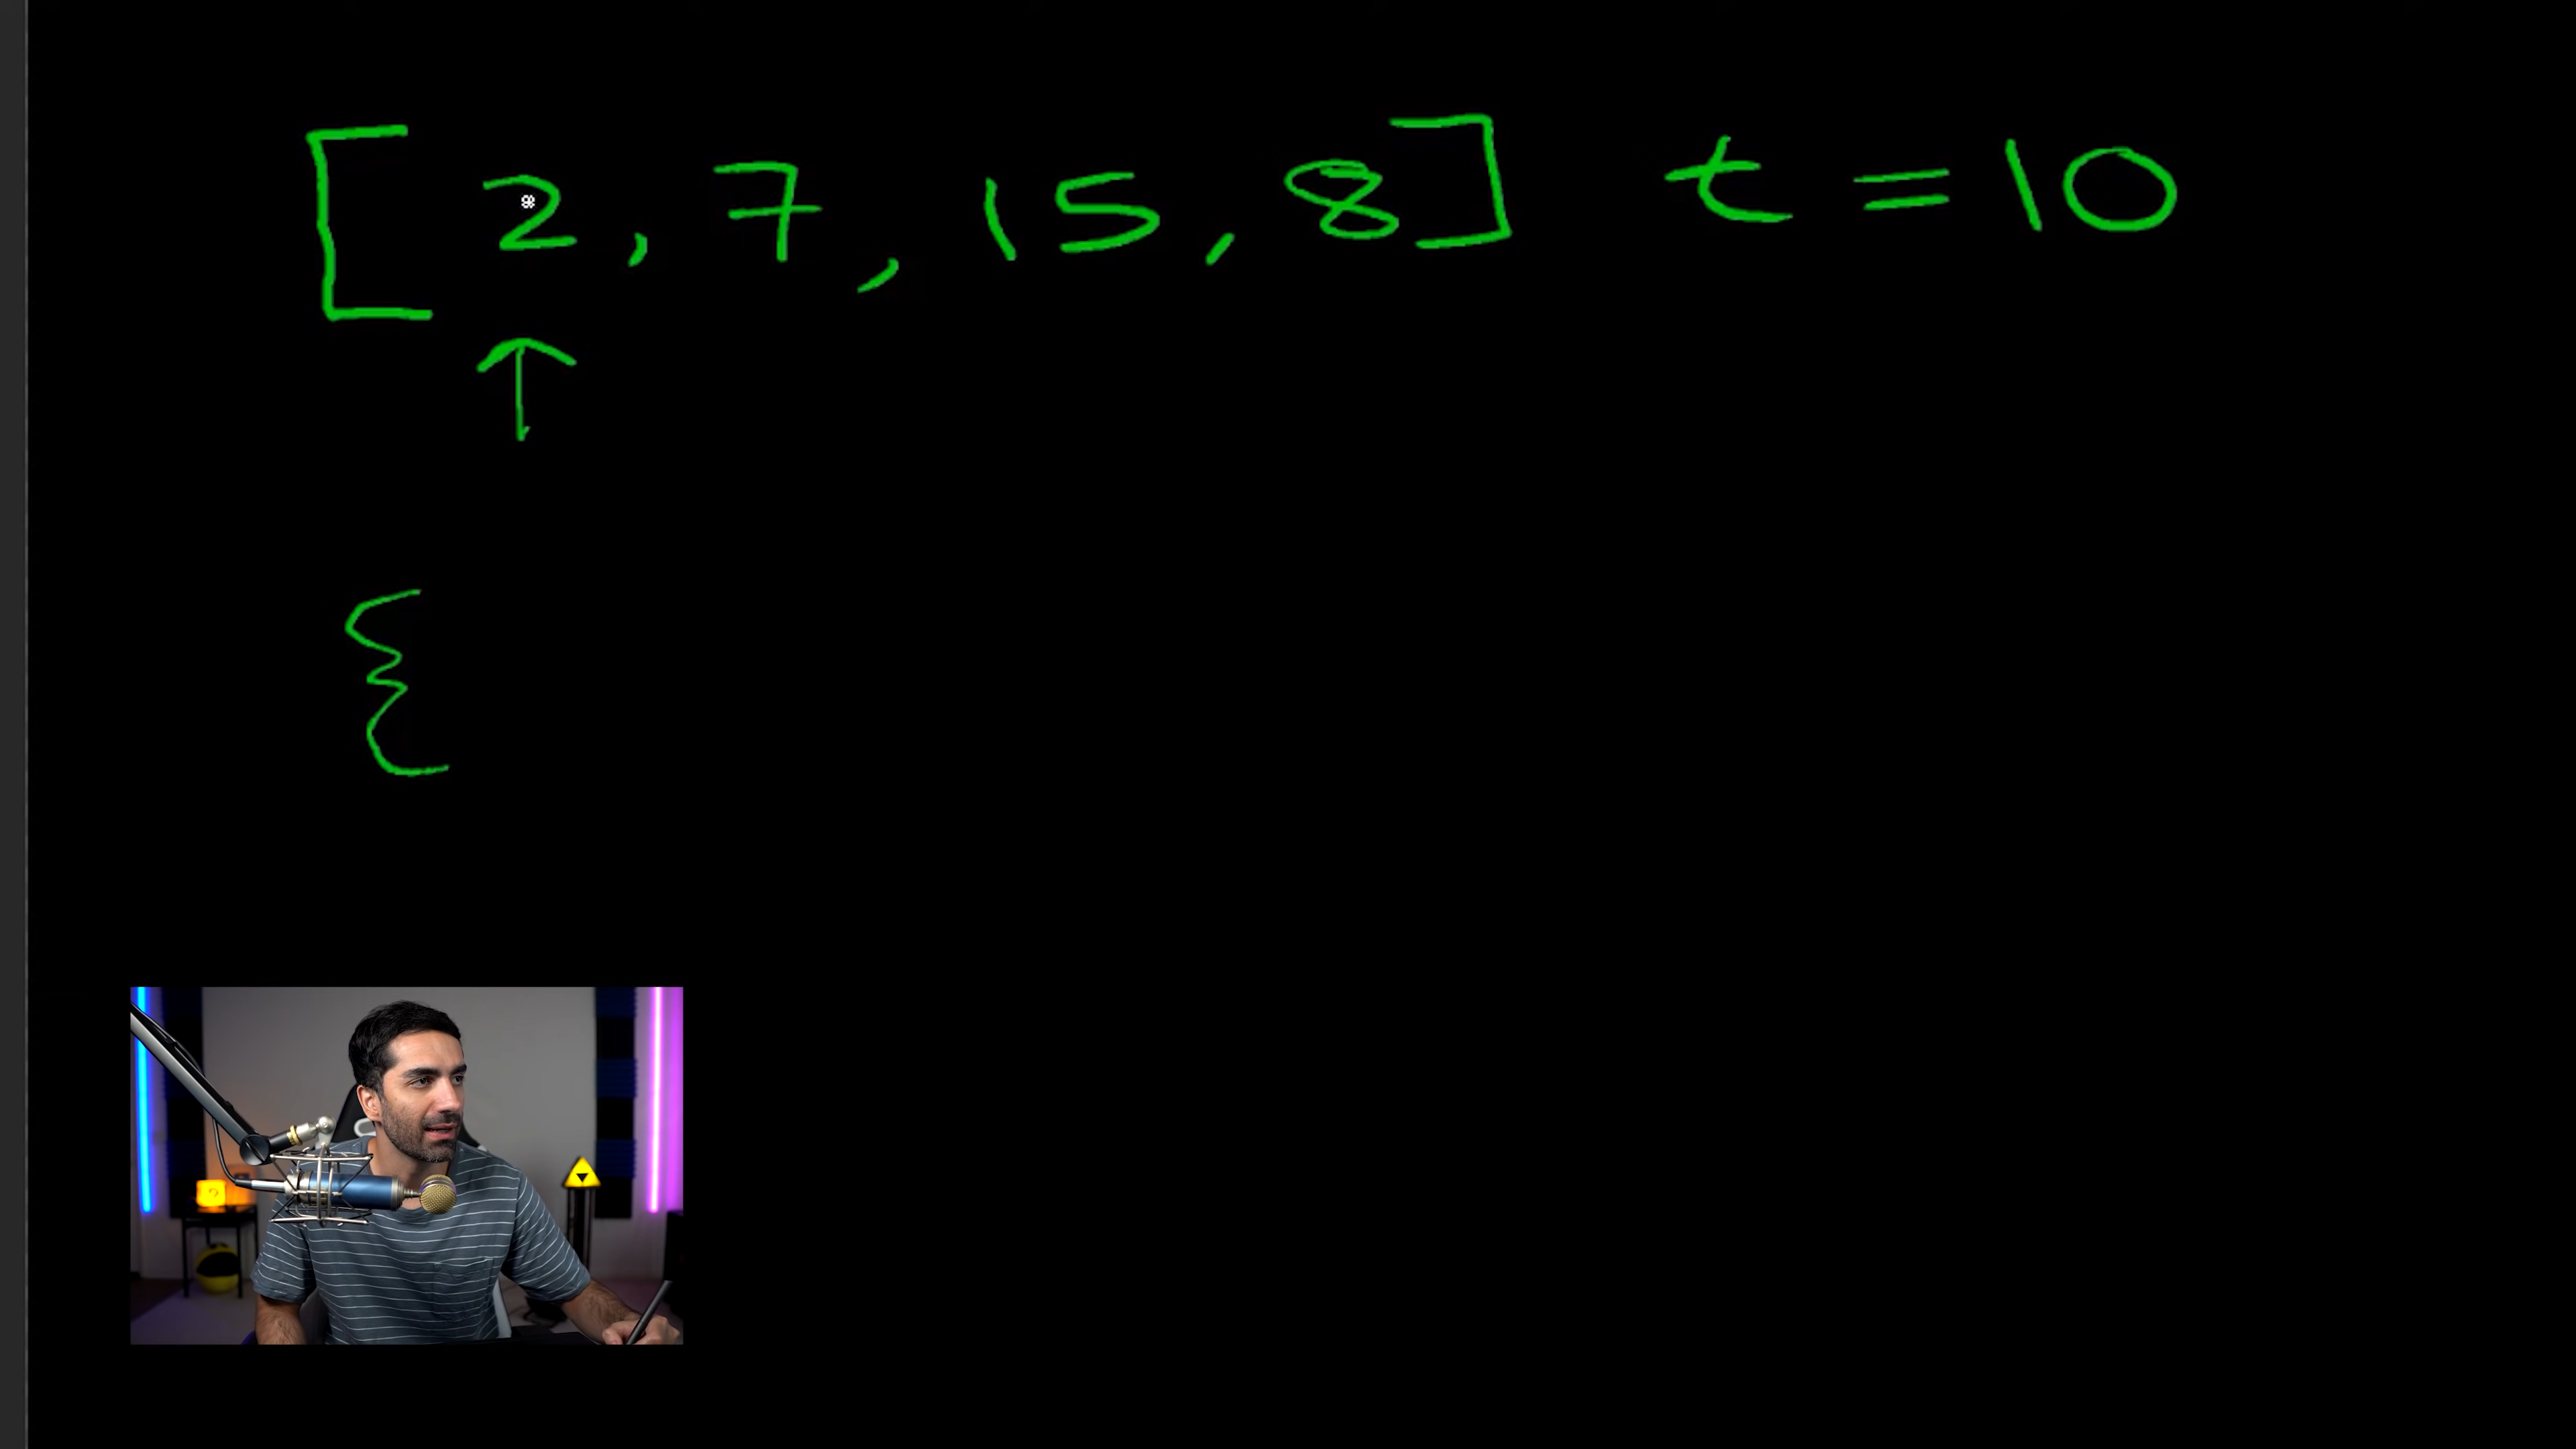 [ 2, 7, 15, 8] t = 10
{